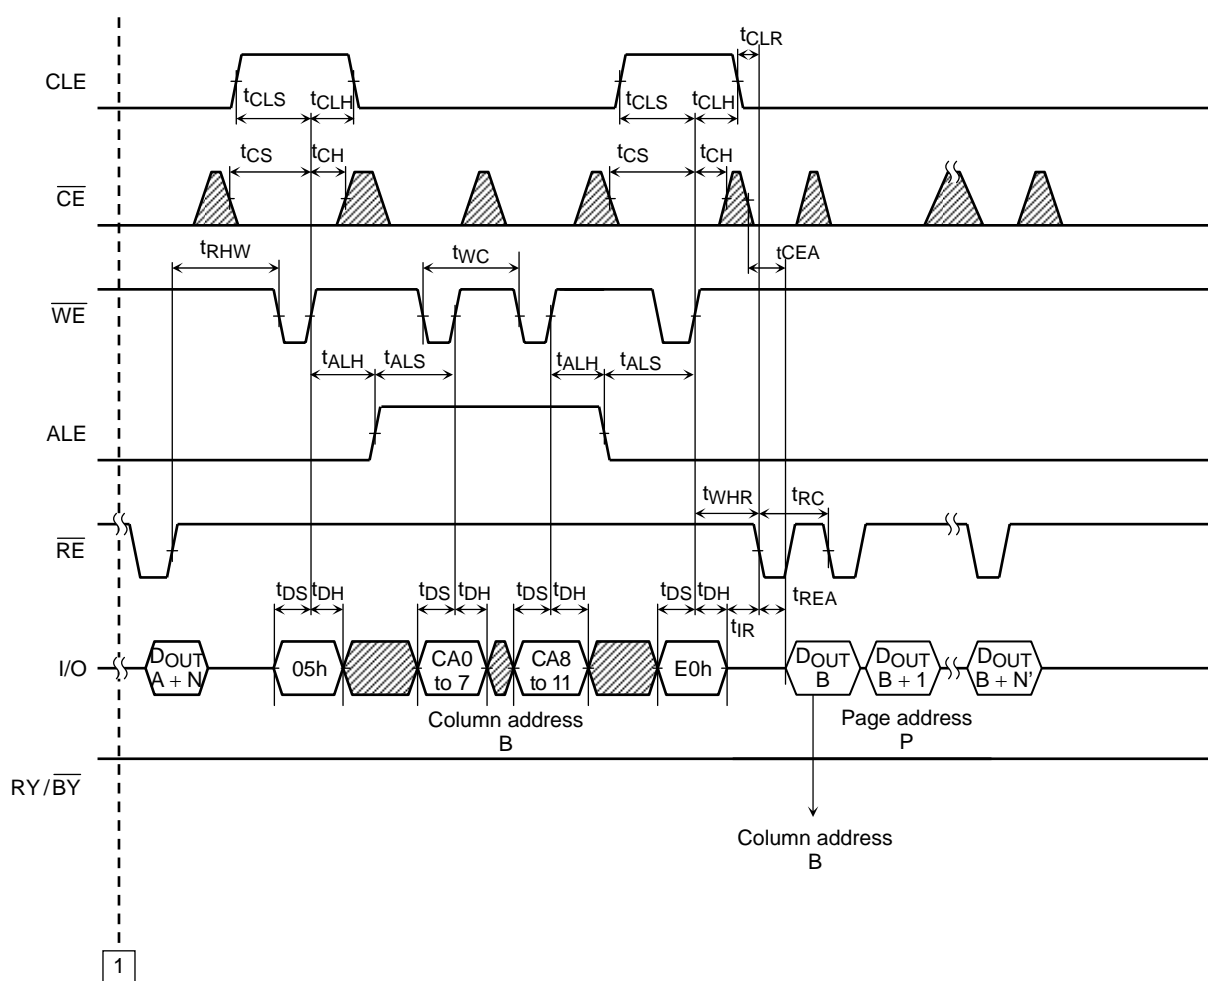 tCLR
CLE
tCLS tCLH tCLS tCLH
tCS tCH tCS tCH
CE
tRHW tWC tCEA
WE
tALH tALS tALH tALS
ALE
tWHR tRC
RE
tDS tDH tDS tDH tDS tDH tDS tDH tREA
tIR
I/O
DOUT
A + N
05h
CA0
to 7
CA8
to 11
E0h
DOUT
B
DOUT
B + 1
DOUT
B + N'
Column address
B
Page address
P
RY/BY
Column address
B
1